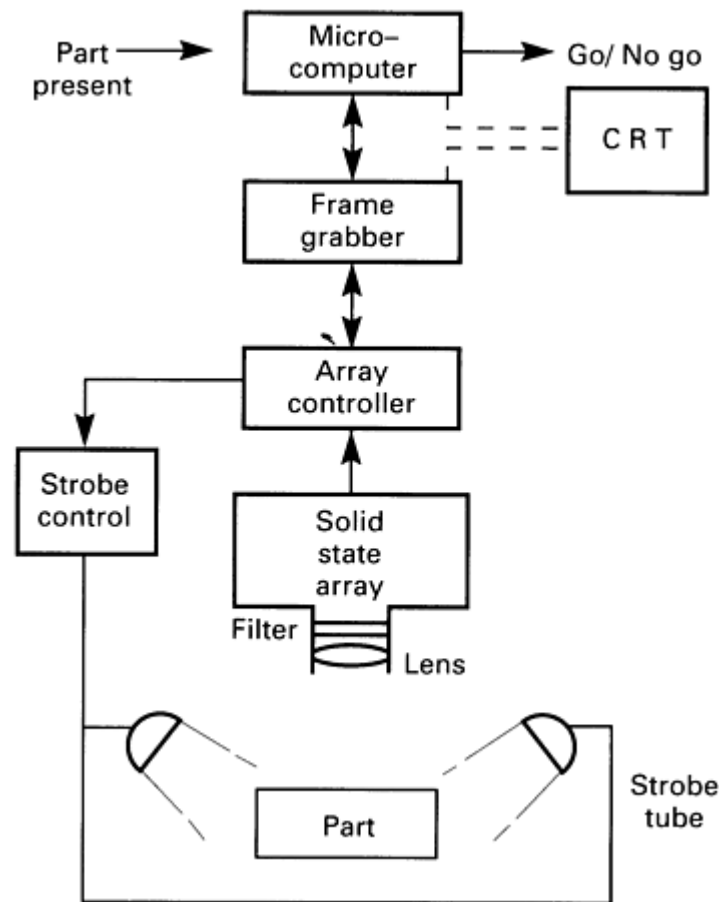 Part
present
Micro–
computer
Go/ No go
C R T
Frame
grabber
Array
controller
Strobe
control
Solid
state
array
Filter
Lens
Part
Strobe
tube